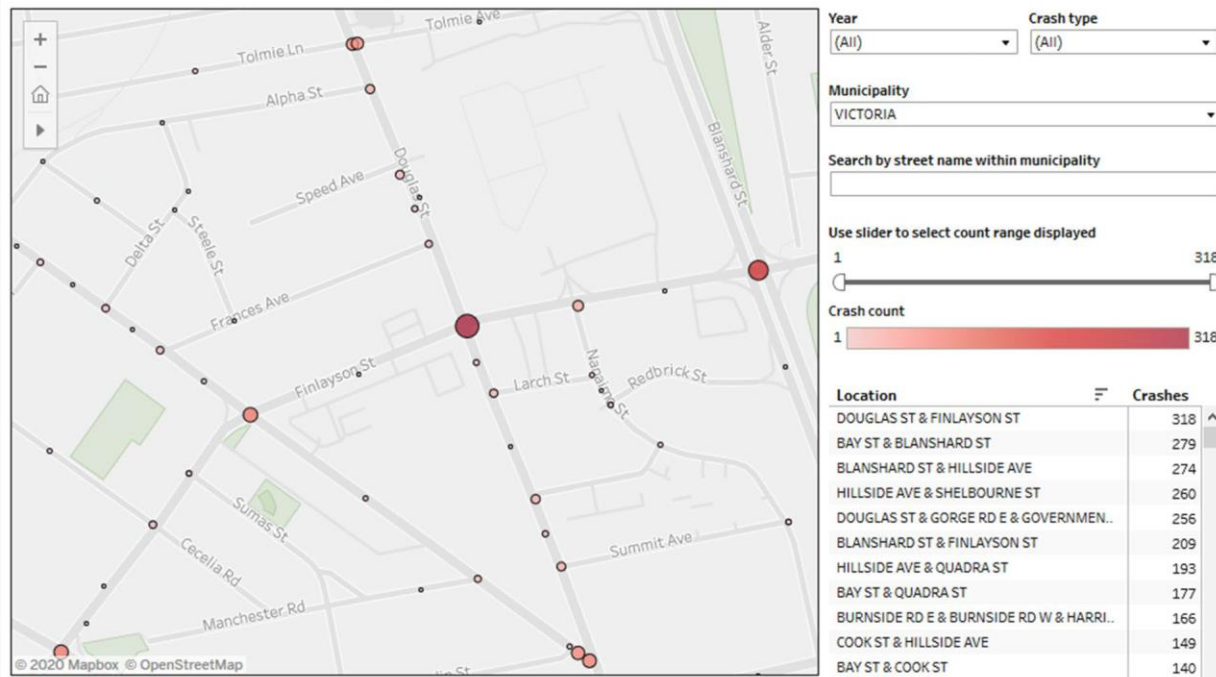 Tolmie Ave
Tolmie Ln
Alpha St
Alder St
Blanshard St
Douglas St
Speed Ave
Delta St
Steele St
Frances Ave
Finlayson St
Larch St
Nanaimo St
Redbrick St
Sumas St
Cecelia Rd
Summit Ave
Manchester Rd
lin St
© 2020 Mapbox © OpenStreetMap
Year
Crash type
(All)
(All)
Municipality
VICTORIA
Search by street name within municipality
Use slider to select count range displayed
1 318
Crash count
1 318
Location Crashes
DOUGLAS ST & FINLAYSON ST 318
BAY ST & BLANSHARD ST 279
BLANSHARD ST & HILLSIDE AVE 274
HILLSIDE AVE & SHELBOURNE ST 260
DOUGLAS ST & GORGE RD E & GOVERNMEN.. 256
BLANSHARD ST & FINLAYSON ST 209
HILLSIDE AVE & QUADRA ST 193
BAY ST & QUADRA ST 177
BURNSIDE RD E & BURNSIDE RD W & HARRI.. 166
COOK ST & HILLSIDE AVE 149
BAY ST & COOK ST 140